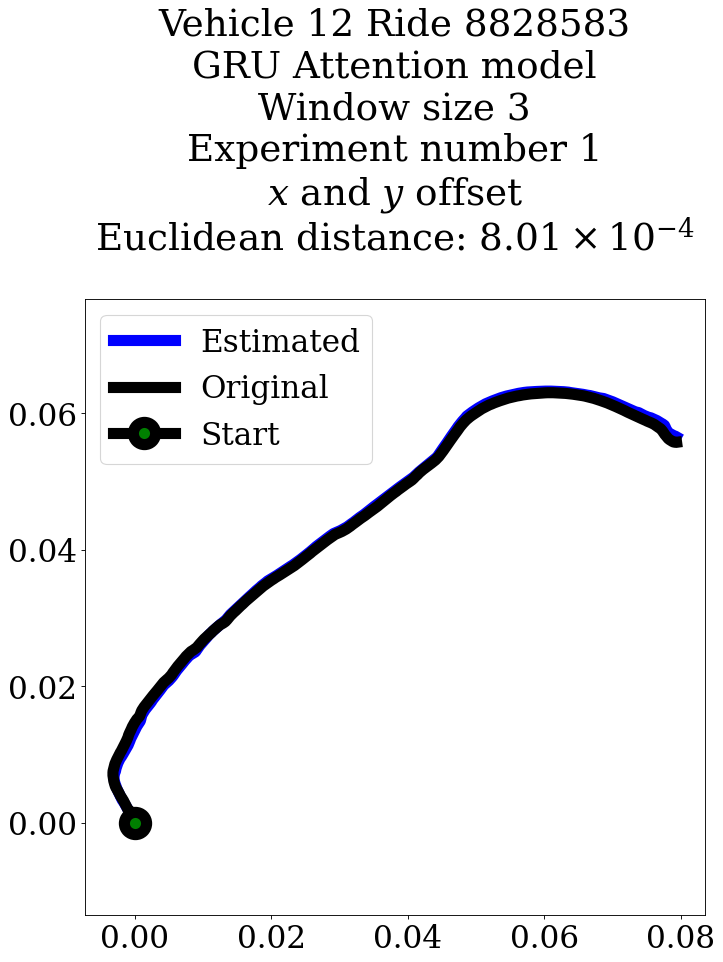 Vehicle 12 Ride 8828583
GRU Attention model
Window size 3
Experiment number 1
x and y offset
Euclidean distance: 8.01 × 10⁻⁴
Estimated
Original
Start
0.06
0.04
0.02
0.00
0.00 0.02 0.04 0.06 0.08